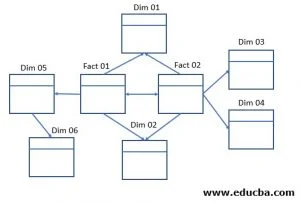 Dim 01
Dim 03
Dim 05
Fact 01
Fact 02
Dim 04
Dim 06
Dim 02
www.educba.com